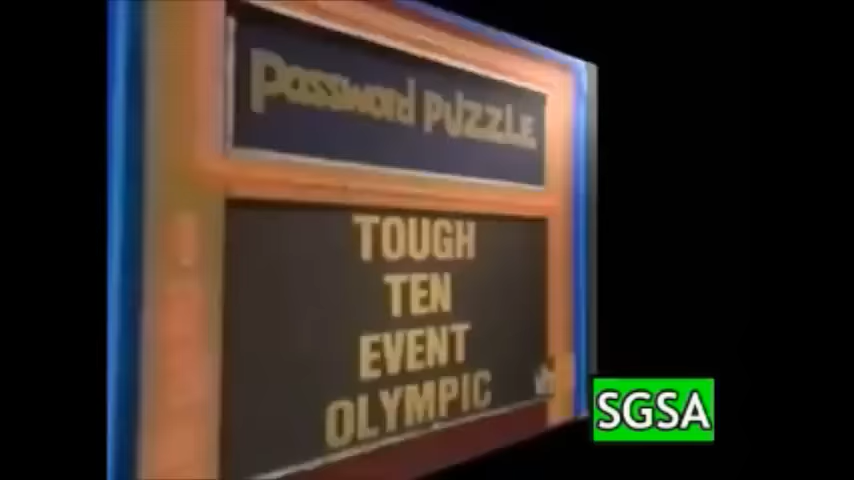 Password PUZZLE
TOUGH
TEN
EVENT
OLYMPIC
SGSA